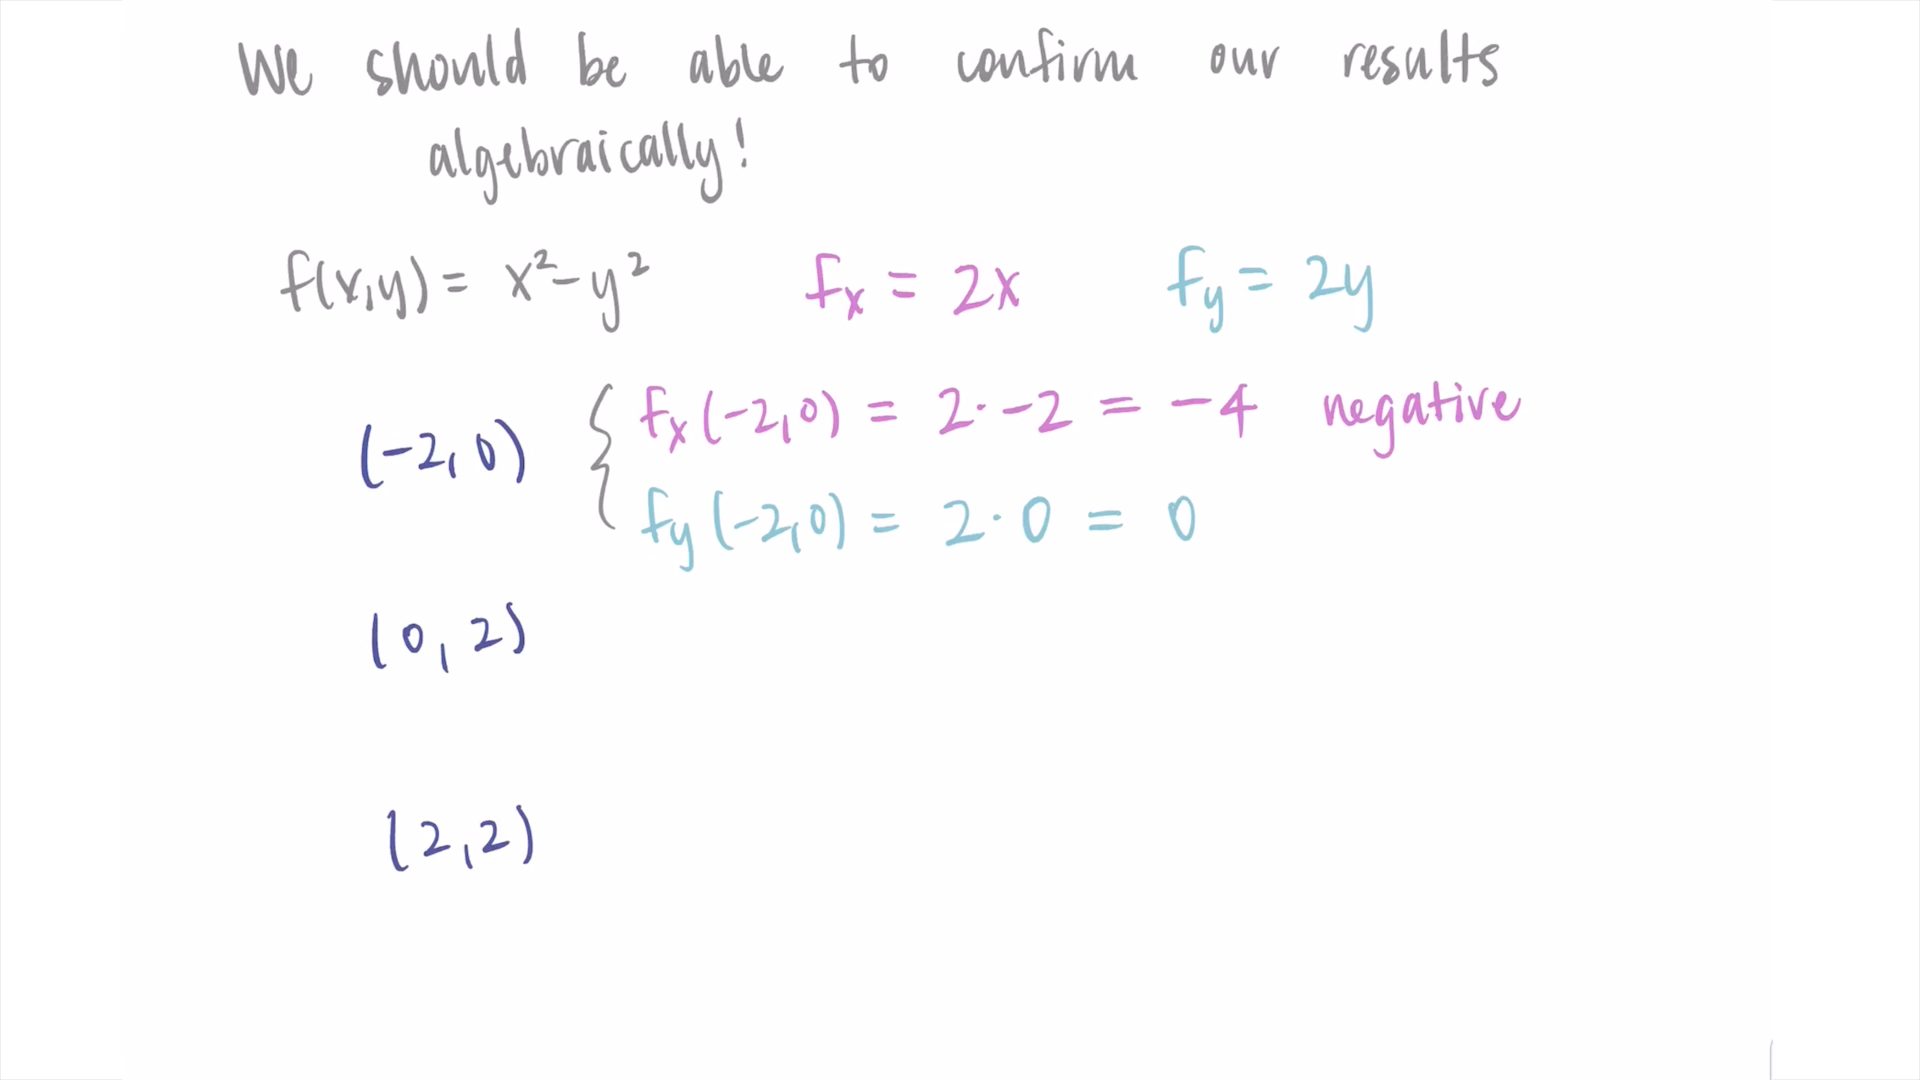 We should be able to confirm our results
algebraically!
f(x,y) = x²-y² fx = 2x fy = 2y
(-2,0) { fx(-2,0) = 2·-2 = -4 negative
fy(-2,0) = 2·0 = 0
(0,2)
(2,2)